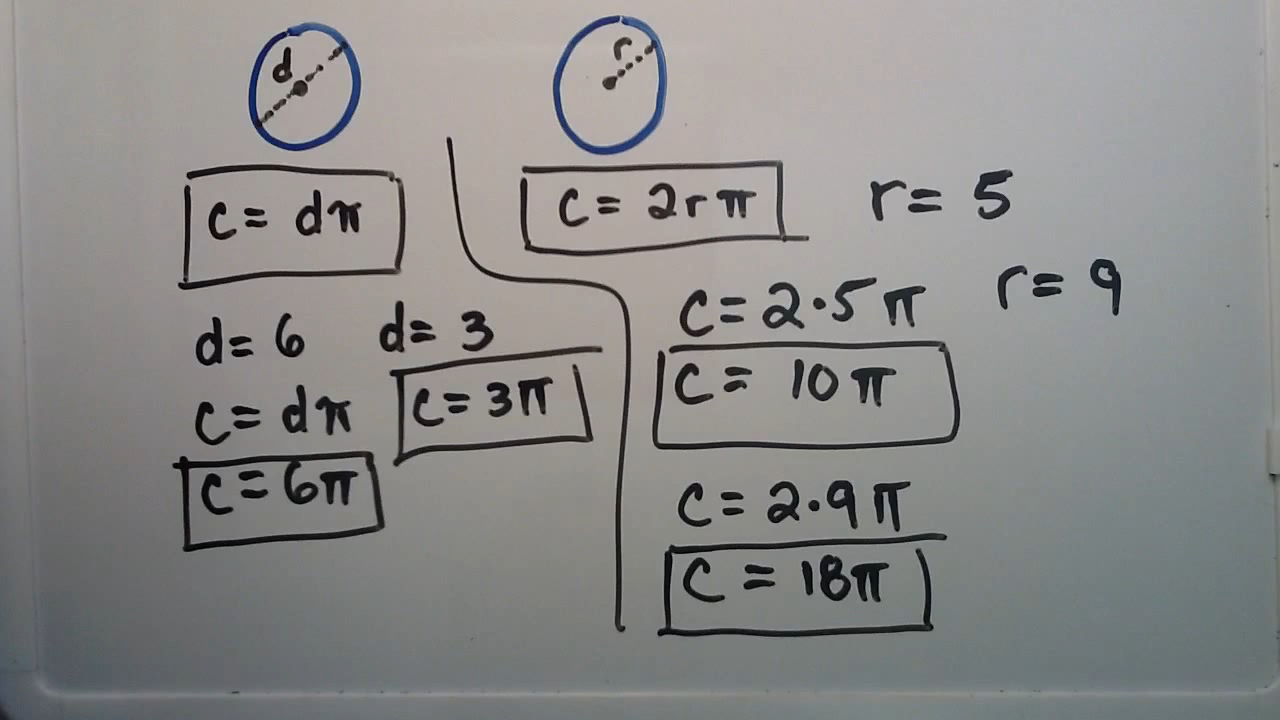 d
C = dπ
d = 6
C = dπ
C = 6π
d = 3
C = 3π
r
C = 2rπ
r = 5
C = 2·5π
C = 10π
r = 9
C = 2·9π
C = 18π